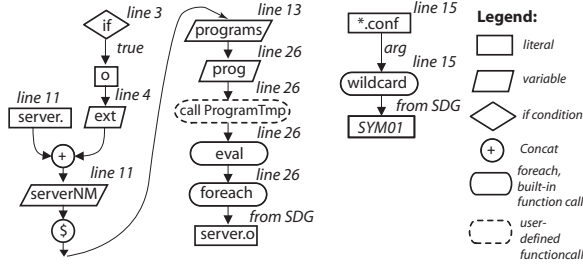 line 3
if
true
o
line 11
line 4
server.
ext
+
line 11
serverNM
$
line 13
programs
line 26
prog
line 26
call ProgramTmp
line 26
eval
line 26
foreach
from SDG
server.o
line 15
*.conf
arg
line 15
wildcard
from SDG
SYM01
Legend:
literal
variable
if condition
+
Concat
foreach,
built-in
function call
user-
defined
functioncall